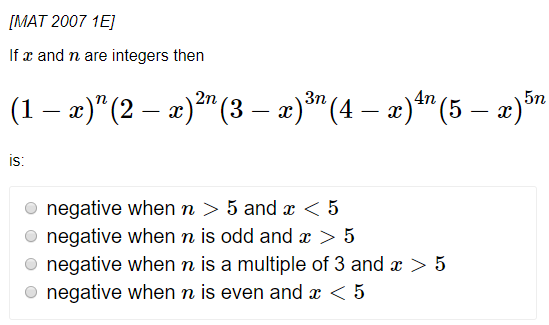 [MAT 2007 1E]
If x and n are integers then
(1 − x)ⁿ(2 − x)²ⁿ(3 − x)³ⁿ(4 − x)⁴ⁿ(5 − x)⁵ⁿ
is:
negative when n > 5 and x < 5
negative when n is odd and x > 5
negative when n is a multiple of 3 and x > 5
negative when n is even and x < 5